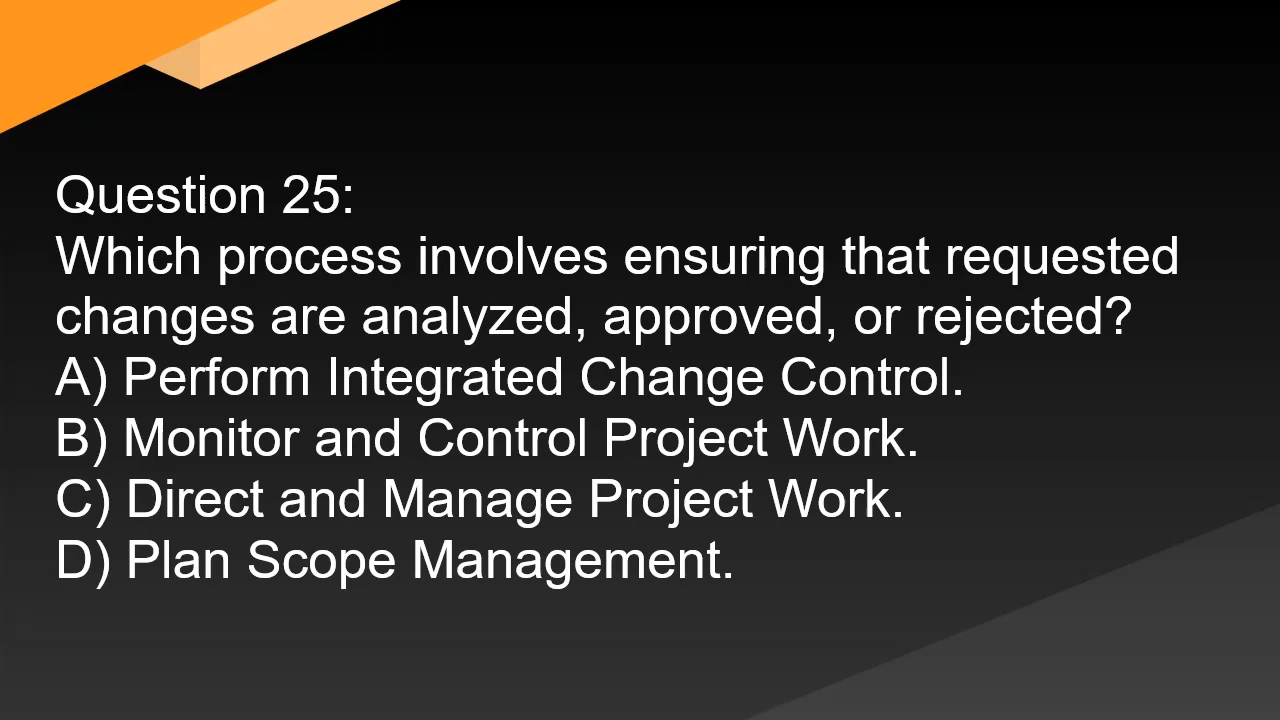 Question 25:
Which process involves ensuring that requested
changes are analyzed, approved, or rejected?
A) Perform Integrated Change Control.
B) Monitor and Control Project Work.
C) Direct and Manage Project Work.
D) Plan Scope Management.